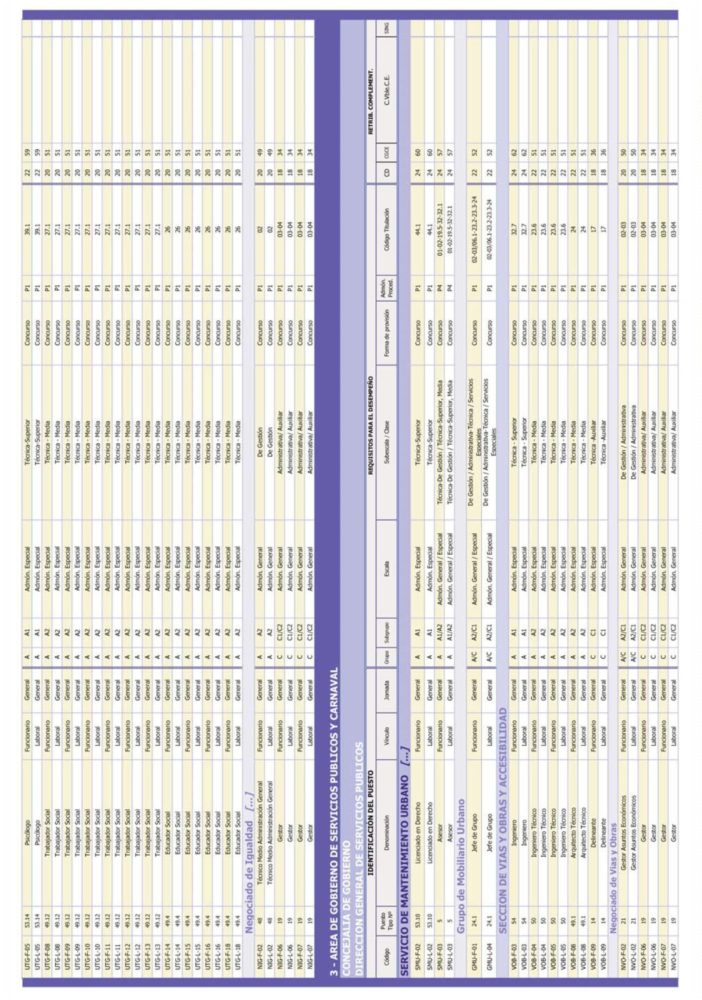 UTG-F-05 53.14 Psicólogo Funcionario General A A1 Admón. Especial Técnica-Superior Concurso P1 39.1 22 59
UTG-L-05 53.14 Psicólogo Laboral General A A1 Admón. Especial Técnica-Superior Concurso P1 39.1 22 59
UTG-F-08 49.12 Trabajador Social Funcionario General A A2 Admón. Especial Técnica - Media Concurso P1 27.1 20 51
UTG-L-08 49.12 Trabajador Social Laboral General A A2 Admón. Especial Técnica - Media Concurso P1 27.1 20 51
UTG-F-09 49.12 Trabajador Social Funcionario General A A2 Admón. Especial Técnica - Media Concurso P1 27.1 20 51
UTG-L-09 49.12 Trabajador Social Laboral General A A2 Admón. Especial Técnica - Media Concurso P1 27.1 20 51
UTG-F-10 49.12 Trabajador Social Funcionario General A A2 Admón. Especial Técnica - Media Concurso P1 27.1 20 51
UTG-L-10 49.12 Trabajador Social Laboral General A A2 Admón. Especial Técnica - Media Concurso P1 27.1 20 51
UTG-F-11 49.12 Trabajador Social Funcionario General A A2 Admón. Especial Técnica - Media Concurso P1 27.1 20 51
UTG-L-11 49.12 Trabajador Social Laboral General A A2 Admón. Especial Técnica - Media Concurso P1 27.1 20 51
UTG-F-12 49.12 Trabajador Social Funcionario General A A2 Admón. Especial Técnica - Media Concurso P1 27.1 20 51
UTG-L-12 49.12 Trabajador Social Laboral General A A2 Admón. Especial Técnica - Media Concurso P1 27.1 20 51
UTG-F-13 49.12 Trabajador Social Funcionario General A A2 Admón. Especial Técnica - Media Concurso P1 27.1 20 51
UTG-L-13 49.12 Trabajador Social Laboral General A A2 Admón. Especial Técnica - Media Concurso P1 27.1 20 51
UTG-F-14 49.4 Educador Social Funcionario General A A2 Admón. Especial Técnica - Media Concurso P1 26 20 51
UTG-L-14 49.4 Educador Social Laboral General A A2 Admón. Especial Técnica - Media Concurso P1 26 20 51
UTG-F-15 49.4 Educador Social Funcionario General A A2 Admón. Especial Técnica - Media Concurso P1 26 20 51
UTG-L-15 49.4 Educador Social Laboral General A A2 Admón. Especial Técnica - Media Concurso P1 26 20 51
UTG-F-16 49.4 Educador Social Funcionario General A A2 Admón. Especial Técnica - Media Concurso P1 26 20 51
UTG-L-16 49.4 Educador Social Laboral General A A2 Admón. Especial Técnica - Media Concurso P1 26 20 51
UTG-F-18 49.4 Educador Social Funcionario General A A2 Admón. Especial Técnica - Media Concurso P1 26 20 51
UTG-L-18 49.4 Educador Social Laboral General A A2 Admón. Especial Técnica - Media Concurso P1 26 20 51
Negociado de Igualdad [...]
NIG-F-02 48 Técnico Medio Administración General Funcionario General A A2 Admón. General De Gestión Concurso P1 02 20 49
NIG-L-02 48 Técnico Medio Administración General Laboral General A A2 Admón. General De Gestión Concurso P1 02 20 49
NIG-F-06 19 Gestor Funcionario General C C1/C2 Admón. General Administrativa/ Auxiliar Concurso P1 03-04 18 34
NIG-L-06 19 Gestor Laboral General C C1/C2 Admón. General Administrativa/ Auxiliar Concurso P1 03-04 18 34
NIG-F-07 19 Gestor Funcionario General C C1/C2 Admón. General Administrativa/ Auxiliar Concurso P1 03-04 18 34
NIG-L-07 19 Gestor Laboral General C C1/C2 Admón. General Administrativa/ Auxiliar Concurso P1 03-04 18 34
3 - AREA DE GOBIERNO DE SERVICIOS PUBLICOS Y CARNAVAL
CONCEJALIA DE GOBIERNO
DIRECCION GENERAL DE SERVICIOS PUBLICOS
IDENTIFICACIÓN DEL PUESTO REQUISITOS PARA EL DESEMPEÑO RETRIB. COMPLEMENT.
Código Puesto Tipo Nº Denominación Vínculo Jornada Grupo Subgrupo Escala Subescala / Clase Forma de provisión Admón. Proced. Código Titulación CD CGCE C.Vble.C.E. SING
SERVICIO DE MANTENIMIENTO URBANO [...]
SMU-F-02 53.10 Licenciado en Derecho Funcionario General A A1 Admón. Especial Técnica-Superior Concurso P1 44.1 24 60
SMU-L-02 53.10 Licenciado en Derecho Laboral General A A1 Admón. Especial Técnica-Superior Concurso P1 44.1 24 60
SMU-F-03 5 Asesor Funcionario General A A1/A2 Admón. General / Especial Técnica-De Gestión / Técnica-Superior, Media Concurso P4 01-02-19.5-32-32.1 24 57
SMU-L-03 5 Asesor Laboral General A A1/A2 Admón. General / Especial Técnica-De Gestión / Técnica-Superior, Media Concurso P4 01-02-19.5-32-32.1 24 57
Grupo de Mobiliario Urbano
GMU-F-01 24.1 Jefe de Grupo Funcionario General A/C A2/C1 Admón. General / Especial De Gestión / Administrativa-Técnica / Servicios Especiales Concurso P1 02-03/06.1-23.2-23.3-24 22 52
GMU-L-04 24.1 Jefe de Grupo Laboral General A/C A2/C1 Admón. General / Especial De Gestión / Administrativa-Técnica / Servicios Especiales Concurso P1 02-03/06.1-23.2-23.3-24 22 52
SECCION DE VIAS Y OBRAS Y ACCESIBILIDAD
VOB-F-03 54 Ingeniero Funcionario General A A1 Admón. Especial Técnica - Superior Concurso P1 32.7 24 62
VOB-L-03 54 Ingeniero Laboral General A A1 Admón. Especial Técnica - Superior Concurso P1 32.7 24 62
VOB-F-04 50 Ingeniero Técnico Funcionario General A A2 Admón. Especial Técnica - Media Concurso P1 23.6 22 51
VOB-L-04 50 Ingeniero Técnico Laboral General A A2 Admón. Especial Técnica - Media Concurso P1 23.6 22 51
VOB-F-05 50 Ingeniero Técnico Funcionario General A A2 Admón. Especial Técnica - Media Concurso P1 23.6 22 51
VOB-L-05 50 Ingeniero Técnico Laboral General A A2 Admón. Especial Técnica - Media Concurso P1 23.6 22 51
VOB-F-08 49.1 Arquitecto Técnico Funcionario General A A2 Admón. Especial Técnica - Media Concurso P1 24 22 51
VOB-L-08 49.1 Arquitecto Técnico Laboral General A A2 Admón. Especial Técnica - Media Concurso P1 24 22 51
VOB-F-09 14 Delineante Funcionario General C C1 Admón. Especial Técnica -Auxiliar Concurso P1 17 18 36
VOB-L-09 14 Delineante Laboral General C C1 Admón. Especial Técnica -Auxiliar Concurso P1 17 18 36
Negociado de Vias y Obras
NVO-F-02 21 Gestor Asuntos Económicos Funcionario General A/C A2/C1 Admón. General De Gestión / Administrativa Concurso P1 02-03 20 50
NVO-L-02 21 Gestor Asuntos Económicos Laboral General A/C A2/C1 Admón. General De Gestión / Administrativa Concurso P1 02-03 20 50
NVO-F-06 19 Gestor Funcionario General C C1/C2 Admón. General Administrativa/ Auxiliar Concurso P1 03-04 18 34
NVO-L-06 19 Gestor Laboral General C C1/C2 Admón. General Administrativa/ Auxiliar Concurso P1 03-04 18 34
NVO-F-07 19 Gestor Funcionario General C C1/C2 Admón. General Administrativa/ Auxiliar Concurso P1 03-04 18 34
NVO-L-07 19 Gestor Laboral General C C1/C2 Admón. General Administrativa/ Auxiliar Concurso P1 03-04 18 34